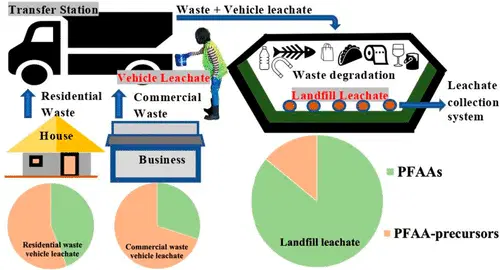 Transfer Station
Waste + Vehicle leachate
Vehicle Leachate
Waste degradation
Landfill Leachate
Leachate
collection
system
Residential
Waste
Commercial
Waste
House
Business
Residential waste
vehicle leachate
Commercial waste
vehicle leachate
Landfill leachate
PFAAs
PFAA-precursors